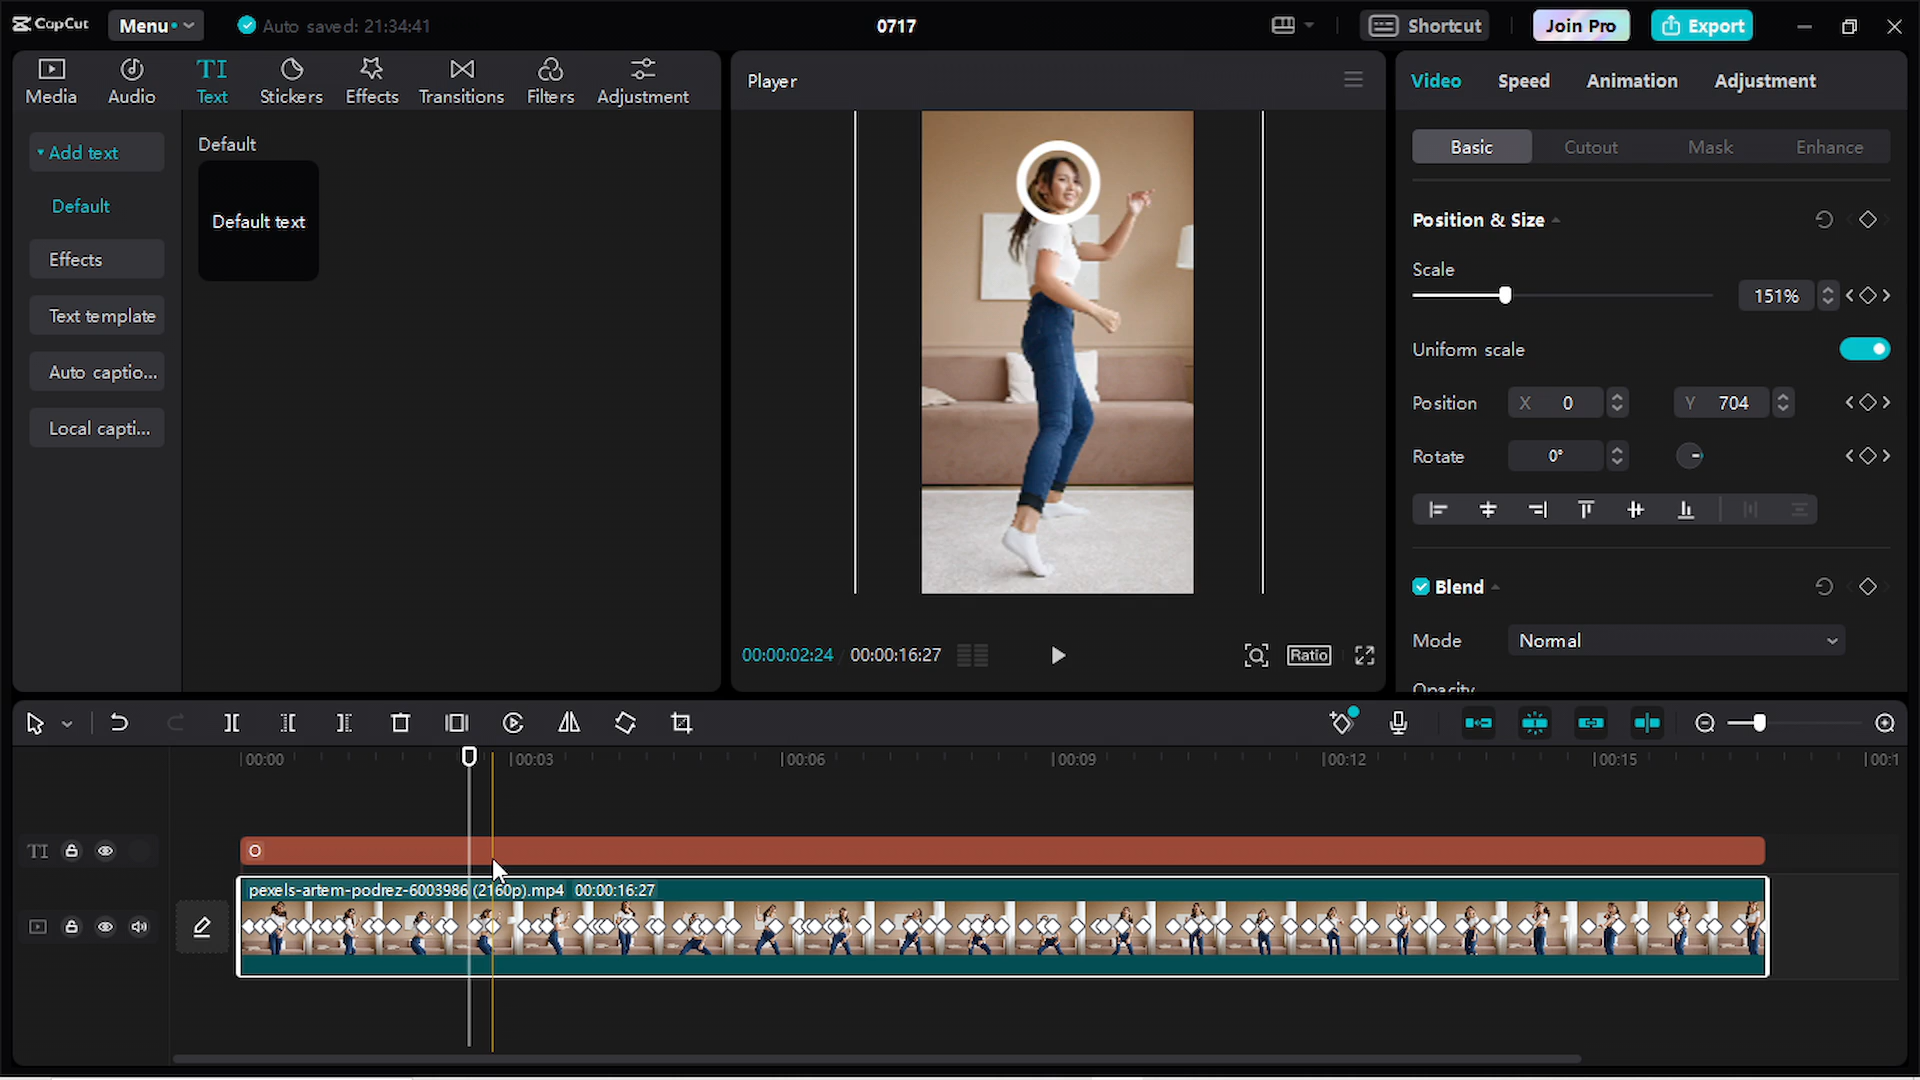 CapCut Menu Auto saved: 21:34:41 0717 Shortcut Join Pro Export
Media Audio TI Text Stickers Effects Transitions Filters Adjustment
Add text
Default
Effects
Text template
Auto captio...
Local capti...
Default
Default text
Player
00:00:02:24 00:00:16:27 Ratio
Video Speed Animation Adjustment
Basic Cutout Mask Enhance
Position & Size
Scale
151%
Uniform scale
Position X 0 Y 704
Rotate 0°
Blend
Mode Normal
Opacity
00:00 00:03 00:06 00:09 00:12 00:15 00:1
TI O
pexels-artem-podrez-6003986 (2160p).mp4 00:00:16:27